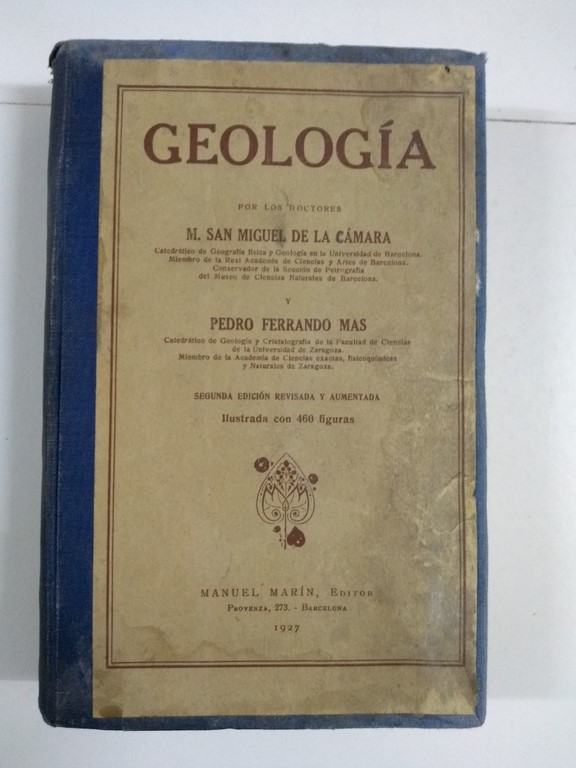 GEOLOGÍA
POR LOS DOCTORES
M. SAN MIGUEL DE LA CÁMARA
Catedrático de Geografía física y Geología en la Universidad de Barcelona.
Miembro de la Real Academia de Ciencias y Artes de Barcelona.
Conservador de la Sección de Petrografía
del Museo de Ciencias Naturales de Barcelona.
Y
PEDRO FERRANDO MAS
Catedrático de Geología y Cristalografía de la Facultad de Ciencias
de la Universidad de Zaragoza.
Miembro de la Academia de Ciencias exactas, fisicoquímicas
y Naturales de Zaragoza.
SEGUNDA EDICIÓN REVISADA Y AUMENTADA
Ilustrada con 460 figuras
MANUEL MARÍN, EDITOR
PROVENZA, 273. - BARCELONA
1927